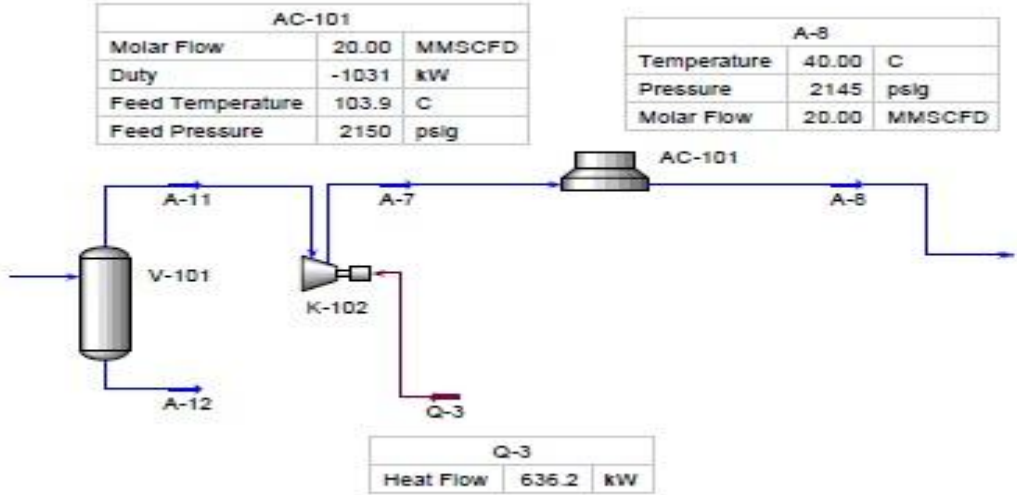 AC-101
Molar Flow 20.00 MMSCFD
Duty -1031 kW
Feed Temperature 103.9 C
Feed Pressure 2150 psig
A-8
Temperature 40.00 C
Pressure 2145 psig
Molar Flow 20.00 MMSCFD
AC-101
A-11
A-7
A-8
V-101
K-102
A-12
Q-3
Q-3
Heat Flow 636.2 kW